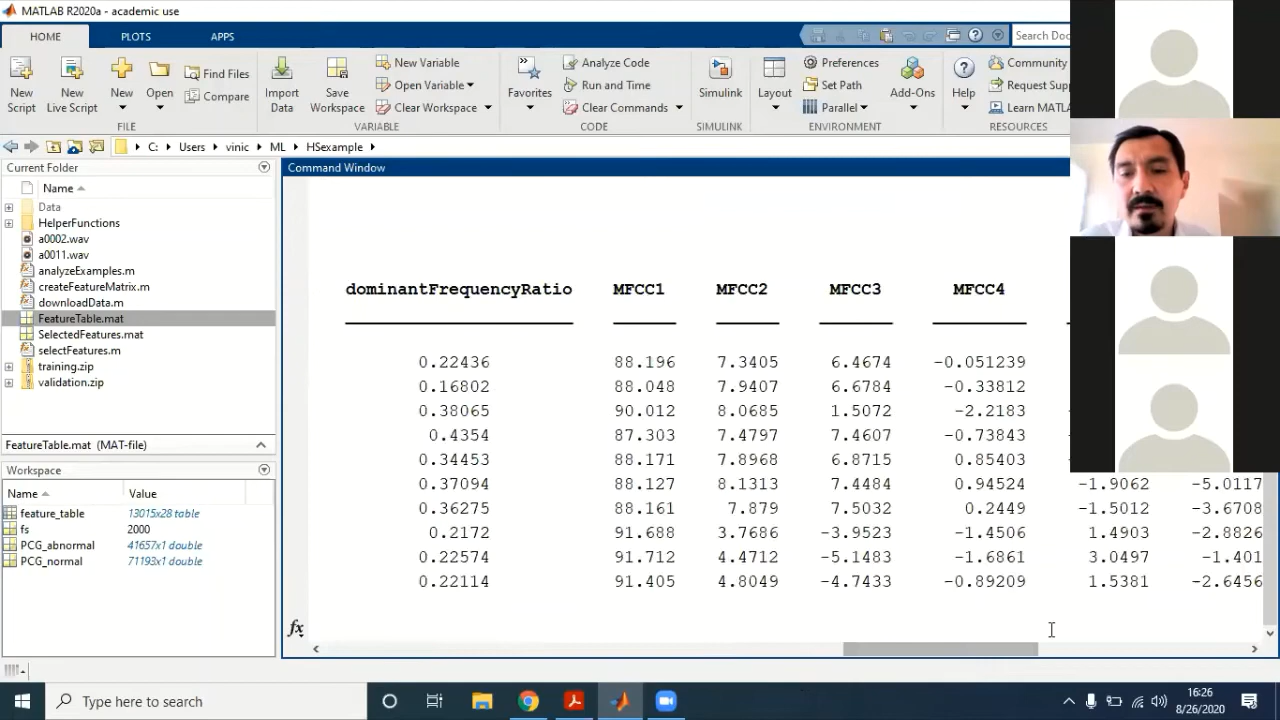 MATLAB R2020a - academic use
HOME PLOTS APPS Search Doc
New Script
New Live Script
New
Open
Find Files
Compare
Import Data
Save Workspace
New Variable
Open Variable
Clear Workspace
Favorites
Analyze Code
Run and Time
Clear Commands
Simulink
Layout
Preferences
Set Path
Parallel
Add-Ons
Help
Community
Request Supp
Learn MATL
FILE VARIABLE CODE SIMULINK ENVIRONMENT RESOURCES
C: Users vinic ML HSexample
Current Folder
Name
Data
HelperFunctions
a0002.wav
a0011.wav
analyzeExamples.m
createFeatureMatrix.m
downloadData.m
FeatureTable.mat
SelectedFeatures.mat
selectFeatures.m
training.zip
validation.zip
FeatureTable.mat (MAT-file)
Workspace
Name Value
feature_table 13015x28 table
fs 2000
PCG_abnormal 41657x1 double
PCG_normal 71193x1 double
Command Window
dominantFrequencyRatio MFCC1 MFCC2 MFCC3 MFCC4
0.22436 88.196 7.3405 6.4674 -0.051239
0.16802 88.048 7.9407 6.6784 -0.33812
0.38065 90.012 8.0685 1.5072 -2.2183
0.4354 87.303 7.4797 7.4607 -0.73843
0.34453 88.171 7.8968 6.8715 0.85403
0.37094 88.127 8.1313 7.4484 0.94524 -1.9062 -5.0117
0.36275 88.161 7.879 7.5032 0.2449 -1.5012 -3.6708
0.2172 91.688 3.7686 -3.9523 -1.4506 1.4903 -2.8826
0.22574 91.712 4.4712 -5.1483 -1.6861 3.0497 -1.401
0.22114 91.405 4.8049 -4.7433 -0.89209 1.5381 -2.6456
fx
Type here to search
16:26
8/26/2020